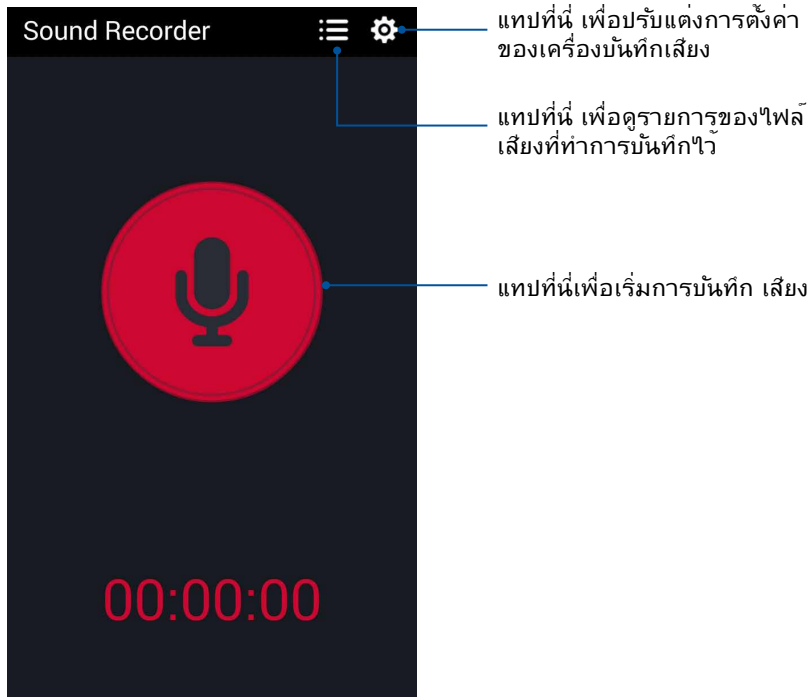 Sound Recorder
แทปที่นี่ เพื่อปรับแต่งการตั้งค่า
ของเครื่องบันทึกเสียง
แทปที่นี่ เพื่อดูรายการของไฟล์
เสียงที่ทำการบันทึกไว้
แทปที่นี่เพื่อเริ่มการบันทึก เสียง
00:00:00